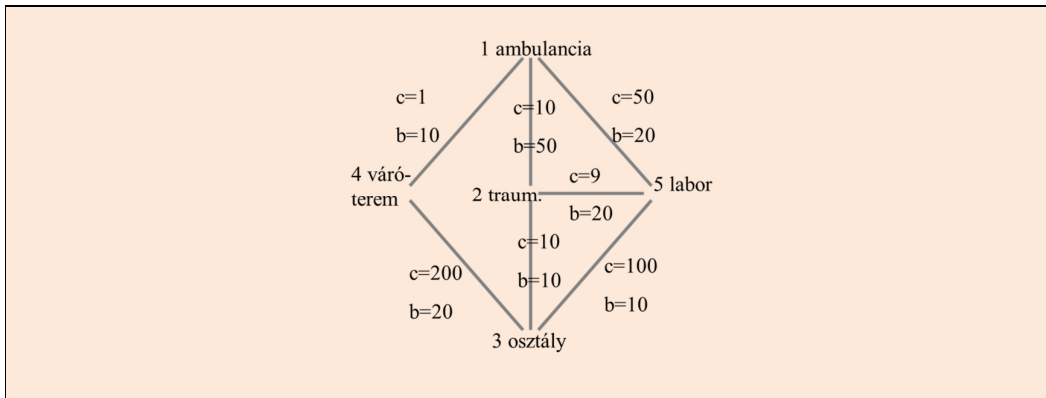 1 ambulancia
c=1
b=10
c=10
b=50
c=50
b=20
4 váró-
terem
2 traum.
c=9
b=20
5 labor
c=200
b=20
c=10
b=10
c=100
b=10
3 osztály